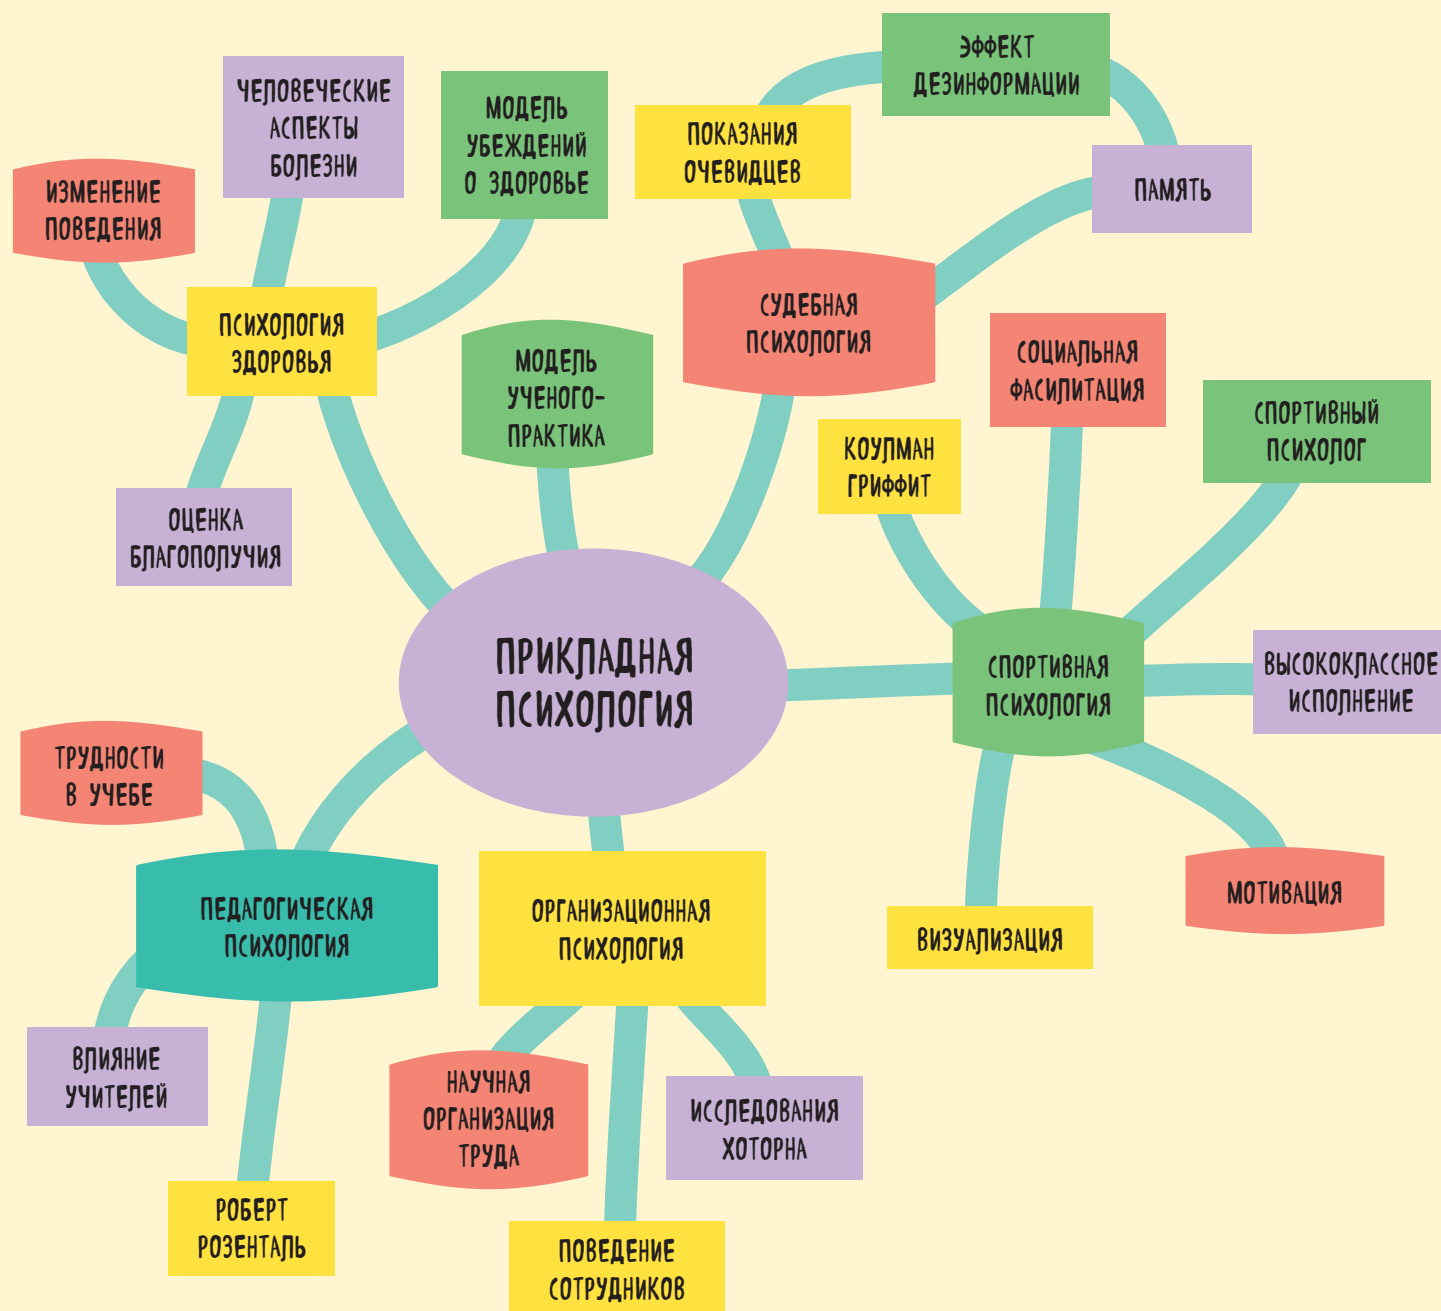 ЭФФЕКТ
ДЕЗИНФОРМАЦИИ
ЧЕЛОВЕЧЕСКИЕ
АСПЕКТЫ
БОЛЕЗНИ
МОДЕЛЬ
УБЕЖДЕНИЙ
О ЗДОРОВЬЕ
ПОКАЗАНИЯ
ОЧЕВИДЦЕВ
ПАМЯТЬ
ИЗМЕНЕНИЕ
ПОВЕДЕНИЯ
ПСИХОЛОГИЯ
ЗДОРОВЬЯ
СУДЕБНАЯ
ПСИХОЛОГИЯ
МОДЕЛЬ
УЧЕНОГО-
ПРАКТИКА
СОЦИАЛЬНАЯ
ФАСИЛИТАЦИЯ
СПОРТИВНЫЙ
ПСИХОЛОГ
КОУЛМАН
ГРИФФИТ
ОЦЕНКА
БЛАГОПОЛУЧИЯ
ПРИКЛАДНАЯ
ПСИХОЛОГИЯ
СПОРТИВНАЯ
ПСИХОЛОГИЯ
ВЫСОКОКЛАССНОЕ
ИСПОЛНЕНИЕ
ТРУДНОСТИ
В УЧЕБЕ
МОТИВАЦИЯ
ВИЗУАЛИЗАЦИЯ
ПЕДАГОГИЧЕСКАЯ
ПСИХОЛОГИЯ
ОРГАНИЗАЦИОННАЯ
ПСИХОЛОГИЯ
ВЛИЯНИЕ
УЧИТЕЛЕЙ
НАУЧНАЯ
ОРГАНИЗАЦИЯ
ТРУДА
ИССЛЕДОВАНИЯ
ХОТОРНА
РОБЕРТ
РОЗЕНТАЛЬ
ПОВЕДЕНИЕ
СОТРУДНИКОВ